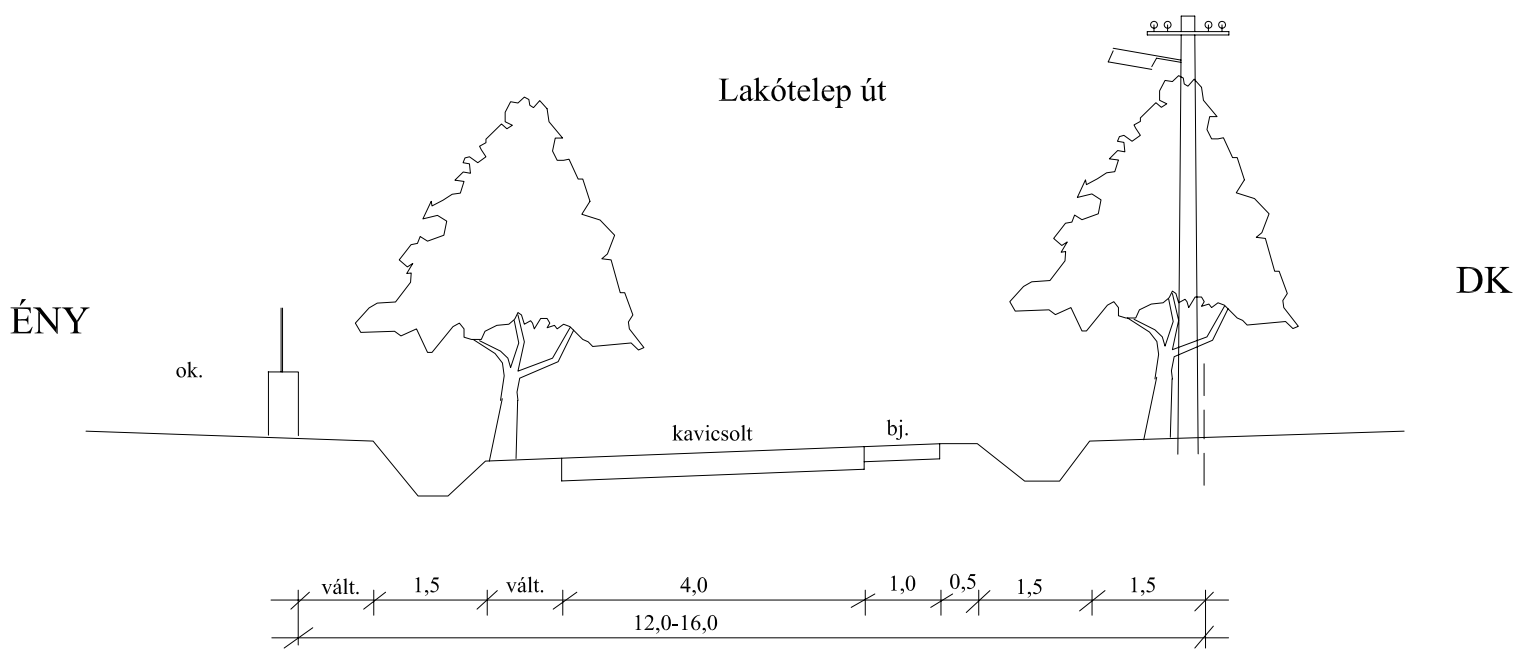 Lakótelep út
ÉNY
DK
ok.
kavicsolt
bj.
vált.
1,5
vált.
4,0
1,0
0,5
1,5
1,5
12,0-16,0